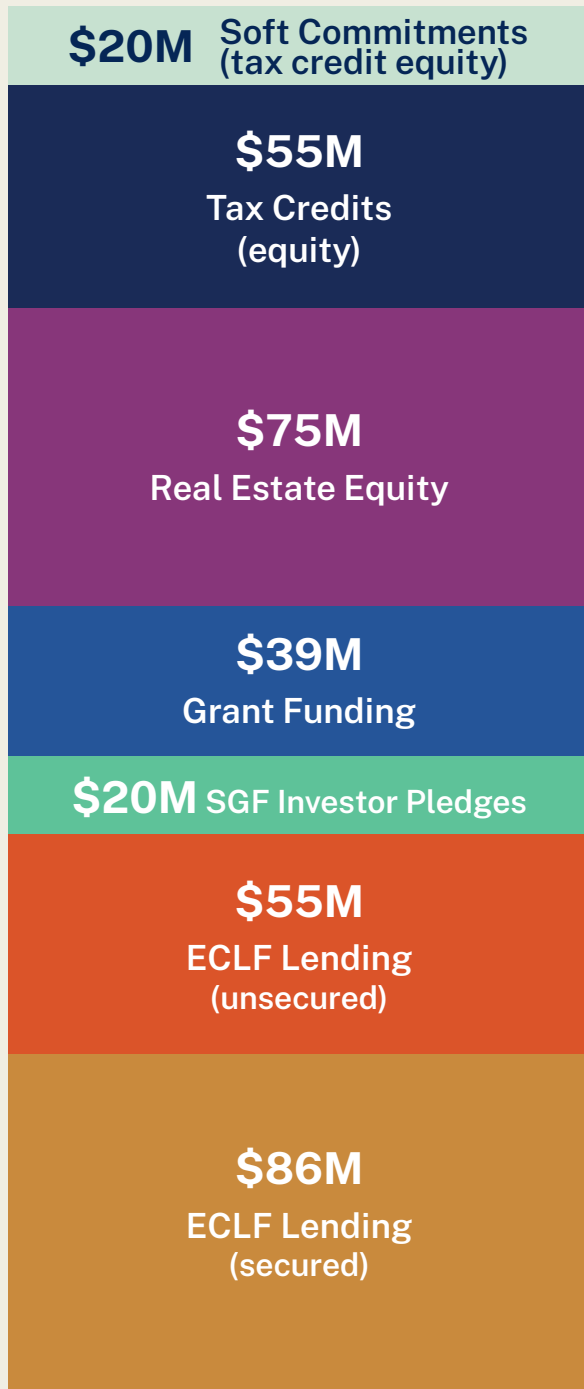 $20M Soft Commitments
(tax credit equity)
$55M
Tax Credits
(equity)
$75M
Real Estate Equity
$39M
Grant Funding
$20M SGF Investor Pledges
$55M
ECLF Lending
(unsecured)
$86M
ECLF Lending
(secured)